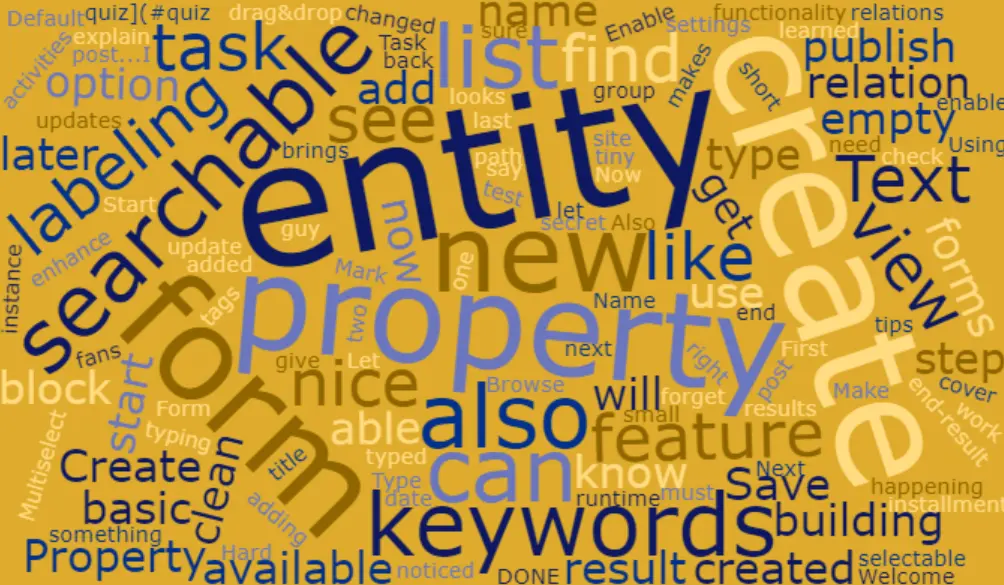 Default
quiz](#quiz
drag&drop
changed
name
functionality
relations
explain
task
Task
sure
Enable
settings
learned
activities
post...I
back
list
find
makes
publish
option
labeling
searchable
add
looks
group
short
create
relation
enable
updates
see
last
entity
site
type
empty
later
brings
path
say
tiny
Now
need
check
Using
Start
test
get
Text
let
secret
Also
guy
now
new
like
view
forms
enhance
update
added
Mark
one
instance
tags
property
two
Name
use
end
tips
form
fans
give
Let
next
right
First
step
block
start
nice
Browse
will
forget
post
Make
cover
Form
also
small
results
end-result
work
able
feature
Multiselect
typing
typed
can
know
Create
clean
title
Type
date
runtime
must
Save
Next
happening
basic
adding
keywords
building
installment
something
Property
Hard
available
noticed
DONE
result
created
selectable
Welcome